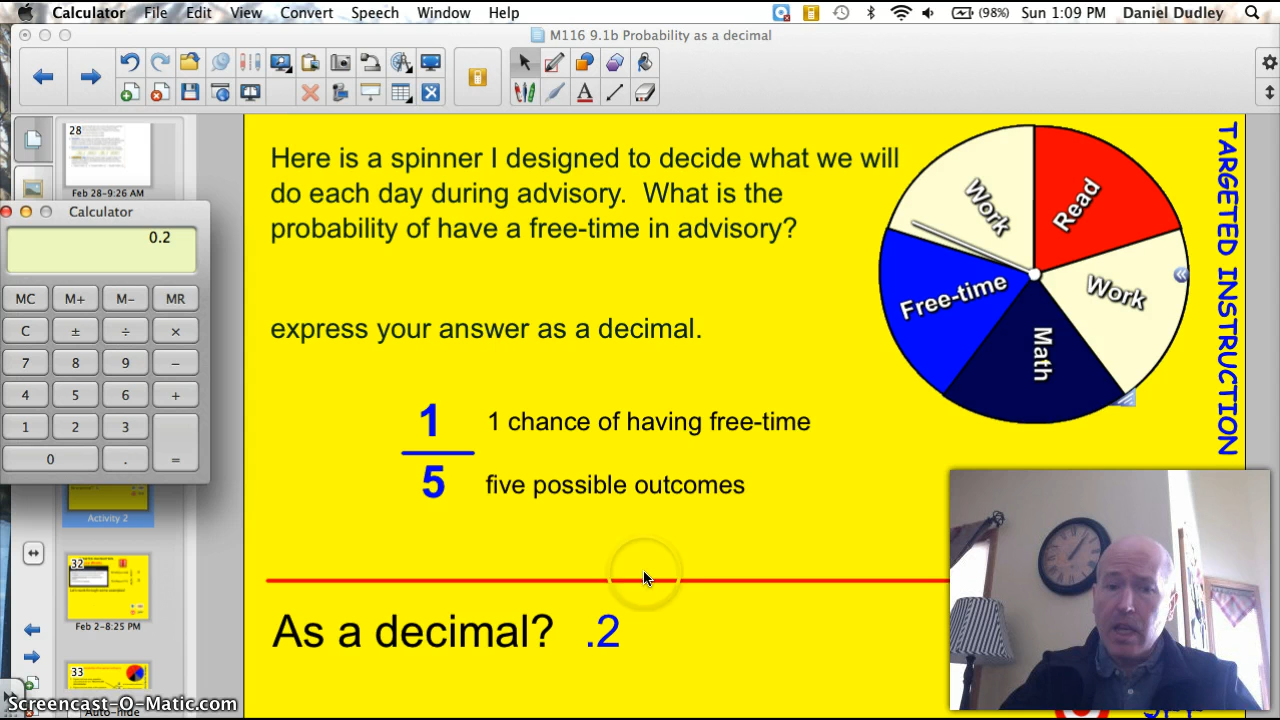 Calculator File Edit View Convert Speech Window Help (98%) Sun 1:09 PM Daniel Dudley
M116 9.1b Probability as a decimal
28
Feb 28-9:26 AM
Calculator
0.2
MC M+ M- MR
C ± ÷ ×
7 8 9 −
4 5 6 +
1 2 3
0 . =
Activity 2
32
Feb 2-8:25 PM
33
Auto-hide
Here is a spinner I designed to decide what we will
do each day during advisory. What is the
probability of have a free-time in advisory?
express your answer as a decimal.
1 1 chance of having free-time
5 five possible outcomes
As a decimal? .2
Work
Read
Work
Math
Free-time
TARGETED INSTRUCTION
Screencast-O-Matic.com